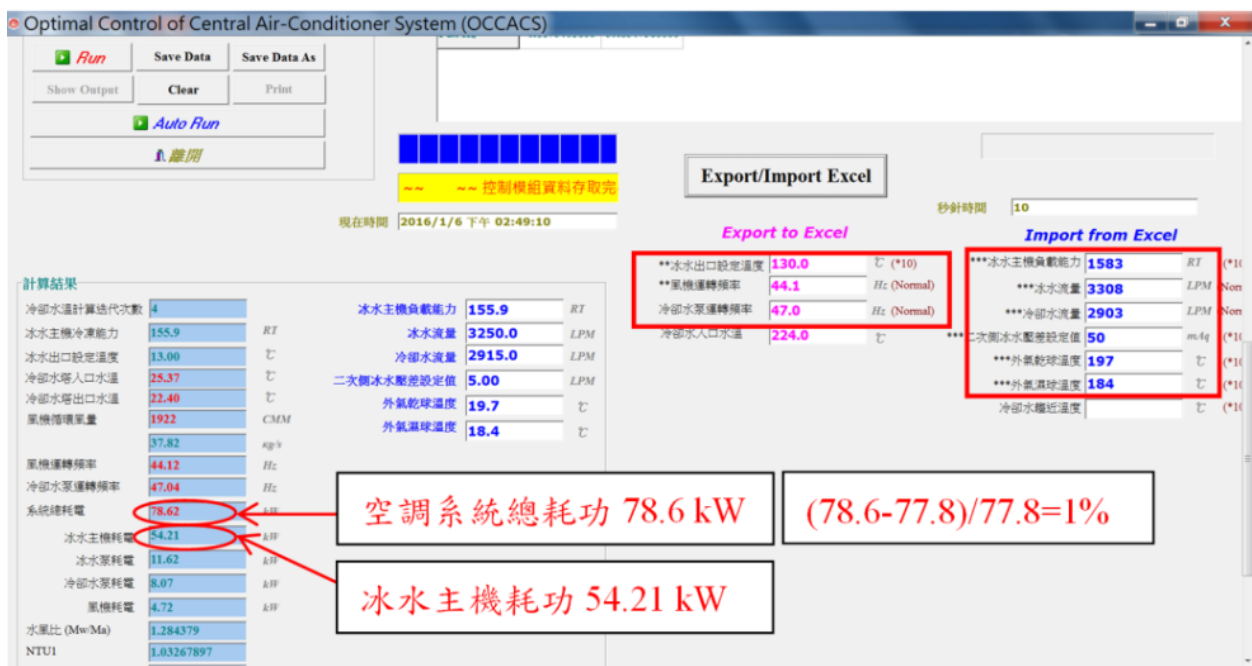 Optimal Control of Central Air-Conditioner System (OCCACS)
Run
Save Data
Save Data As
Show Output
Clear
Print
Auto Run
離開
~~ ~~ 控制模組資料存取完
現在時間 2016/1/6 下午 02:49:10
Export/Import Excel
秒針時間 10
Export to Excel
Import from Excel
**冰水出口設定溫度 130.0 ℃ (*10)
**風機運轉頻率 44.1 Hz (Normal)
冷卻水泵運轉頻率 47.0 Hz (Normal)
冷卻水入口水溫 224.0 ℃
***冰水主機負載能力 1583 RT (*10
***冰水流量 3308 LPM Norm
***冷卻水流量 2903 LPM Norm
***二次側冰水壓差設定值 50 mAq (*10
***外氣乾球溫度 197 ℃ (*10
***外氣濕球溫度 184 ℃ (*10
冷卻水趨近溫度 ℃ (*10
計算結果
冷卻水溫計算迭代次數 4
冰水主機冷凍能力 155.9 RT
冰水出口設定溫度 13.00 ℃
冷卻水塔入口水溫 25.37 ℃
冷卻水塔出口水溫 22.40 ℃
風機循環風量 1922 CMM
37.82 kg/s
風機運轉頻率 44.12 Hz
冷卻水泵運轉頻率 47.04 Hz
系統總耗電 78.62 kW
冰水主機耗電 54.21 kW
冰水泵耗電 11.62 kW
冷卻水泵耗電 8.07 kW
風機耗電 4.72 kW
水風比 (Mw/Ma) 1.284379
NTU1 1.03267897
冰水主機負載能力 155.9 RT
冰水流量 3250.0 LPM
冷卻水流量 2915.0 LPM
二次側冰水壓差設定值 5.00 LPM
外氣乾球溫度 19.7 ℃
外氣濕球溫度 18.4 ℃
空調系統總耗功 78.6 kW
(78.6-77.8)/77.8=1%
冰水主機耗功 54.21 kW